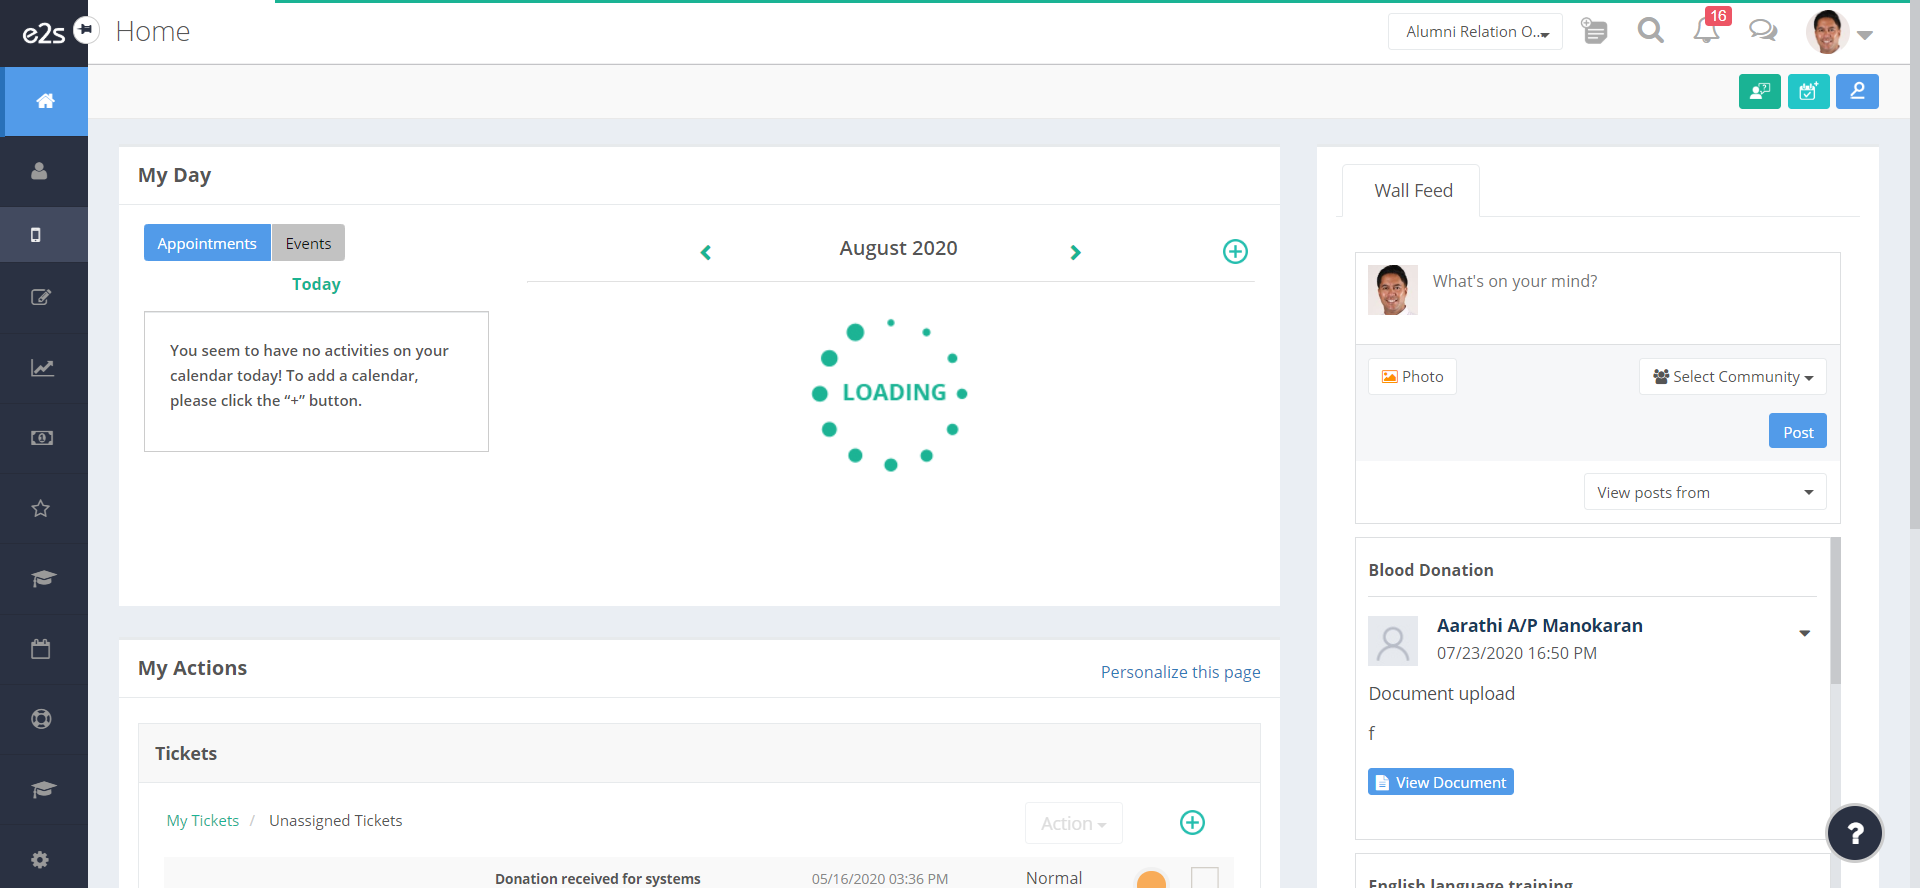 e2s
Home
Alumni Relation O..
16
My Day
Appointments
Events
Today
August 2020
You seem to have no activities on your
calendar today! To add a calendar,
please click the “+” button.
LOADING
My Actions
Personalize this page
Tickets
My Tickets / Unassigned Tickets
Action
Donation received for systems
05/16/2020 03:36 PM
Normal
Wall Feed
What's on your mind?
Photo
Select Community
Post
View posts from
Blood Donation
Aarathi A/P Manokaran
07/23/2020 16:50 PM
Document upload
f
View Document
?
English language training